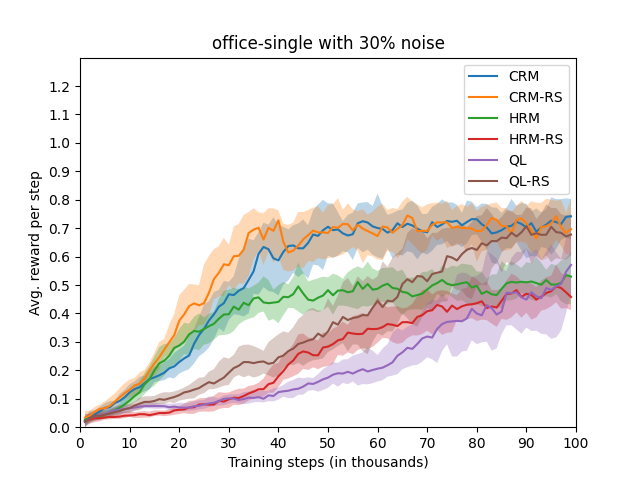 office-single with 30% noise
1.2
1.1
1.0
0.9
0.8
0.7
0.6
0.5
0.4
0.3
0.2
0.1
0.0
Avg. reward per step
CRM
CRM-RS
HRM
HRM-RS
QL
QL-RS
0 10 20 30 40 50 60 70 80 90 100
Training steps (in thousands)